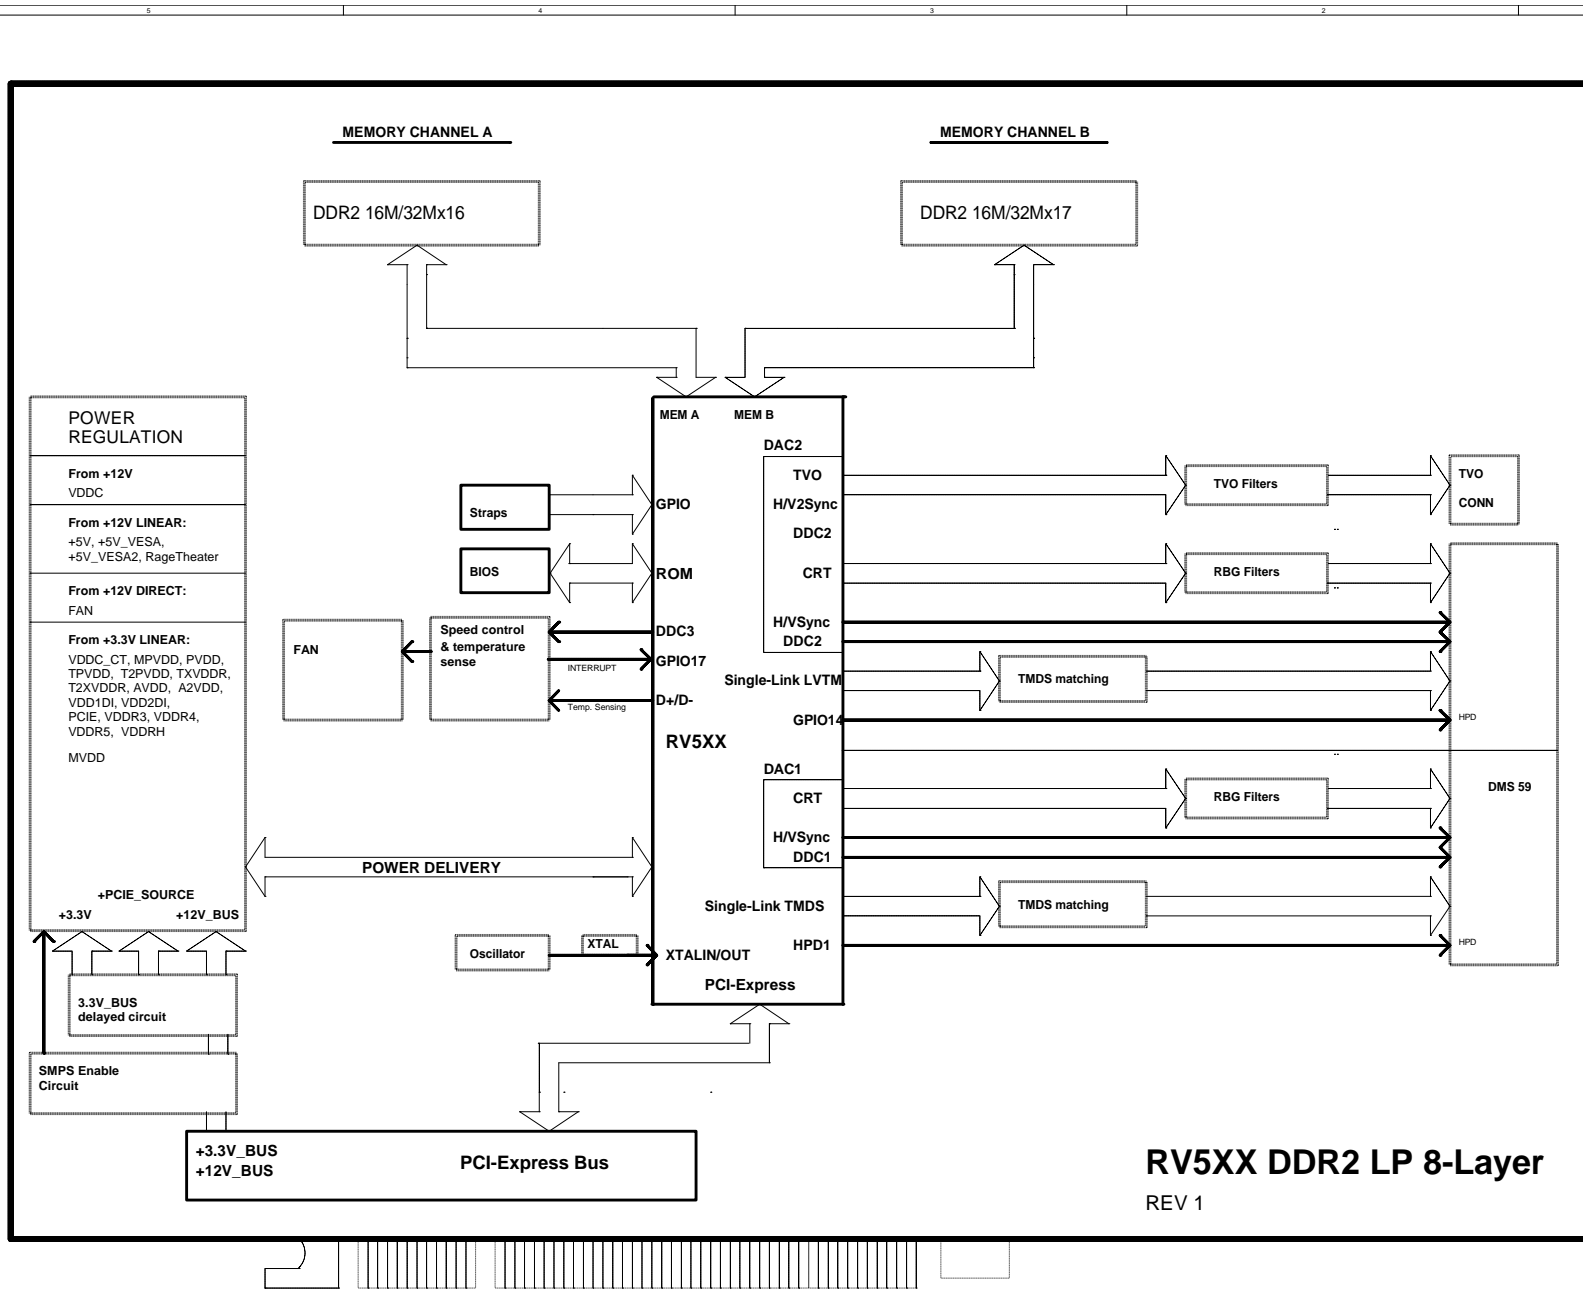 5
4
3
2
MEMORY CHANNEL A
MEMORY CHANNEL B
DDR2 16M/32Mx16
DDR2 16M/32Mx17
POWER
REGULATION
From +12V
VDDC
From +12V LINEAR:
+5V, +5V_VESA,
+5V_VESA2, RageTheater
From +12V DIRECT:
FAN
From +3.3V LINEAR:
VDDC_CT, MPVDD, PVDD,
TPVDD, T2PVDD, TXVDDR,
T2XVDDR, AVDD, A2VDD,
VDD1DI, VDD2DI,
PCIE, VDDR3, VDDR4,
VDDR5, VDDRH
MVDD
+PCIE_SOURCE
+3.3V
+12V_BUS
3.3V_BUS
delayed circuit
SMPS Enable
Circuit
Straps
BIOS
FAN
Speed control
& temperature
sense
INTERRUPT
Temp. Sensing
POWER DELIVERY
Oscillator
XTAL
MEM A
MEM B
GPIO
ROM
DDC3
GPIO17
D+/D-
RV5XX
XTALIN/OUT
PCI-Express
DAC2
TVO
H/V2Sync
DDC2
CRT
H/VSync
DDC2
Single-Link LVTM
GPIO14
DAC1
CRT
H/VSync
DDC1
Single-Link TMDS
HPD1
TVO Filters
RBG Filters
TMDS matching
RBG Filters
TMDS matching
TVO
CONN
HPD
DMS 59
HPD
+3.3V_BUS
+12V_BUS
PCI-Express Bus
RV5XX DDR2 LP 8-Layer
REV 1